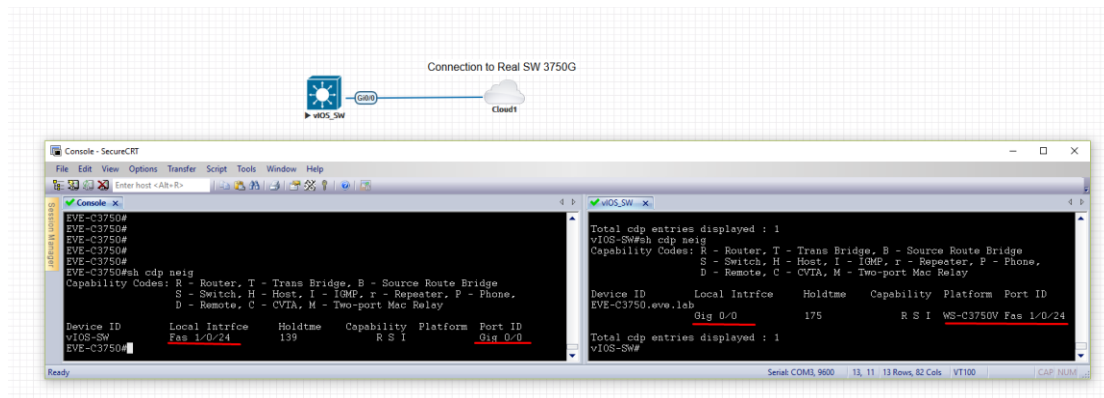 Connection to Real SW 3750G
Gi0/0
vIOS_SW
Cloud1
Console - SecureCRT
File Edit View Options Transfer Script Tools Window Help
Enter host <Alt+R>
Session Manager
Console
EVE-C3750#
EVE-C3750#
EVE-C3750#
EVE-C3750#
EVE-C3750#
EVE-C3750#sh cdp neig
Capability Codes: R - Router, T - Trans Bridge, B - Source Route Bridge
S - Switch, H - Host, I - IGMP, r - Repeater, P - Phone,
D - Remote, C - CVTA, M - Two-port Mac Relay
Device ID Local Intrfce Holdtme Capability Platform Port ID
vIOS-SW Fas 1/0/24 139 R S I Gig 0/0
EVE-C3750#
vIOS_SW
Total cdp entries displayed : 1
vIOS-SW#sh cdp neig
Capability Codes: R - Router, T - Trans Bridge, B - Source Route Bridge
S - Switch, H - Host, I - IGMP, r - Repeater, P - Phone,
D - Remote, C - CVTA, M - Two-port Mac Relay
Device ID Local Intrfce Holdtme Capability Platform Port ID
EVE-C3750.eve.lab
Gig 0/0 175 R S I WS-C3750V Fas 1/0/24
Total cdp entries displayed : 1
vIOS-SW#
Ready
Serial: COM3, 9600 13, 11 13 Rows, 82 Cols VT100 CAP NUM